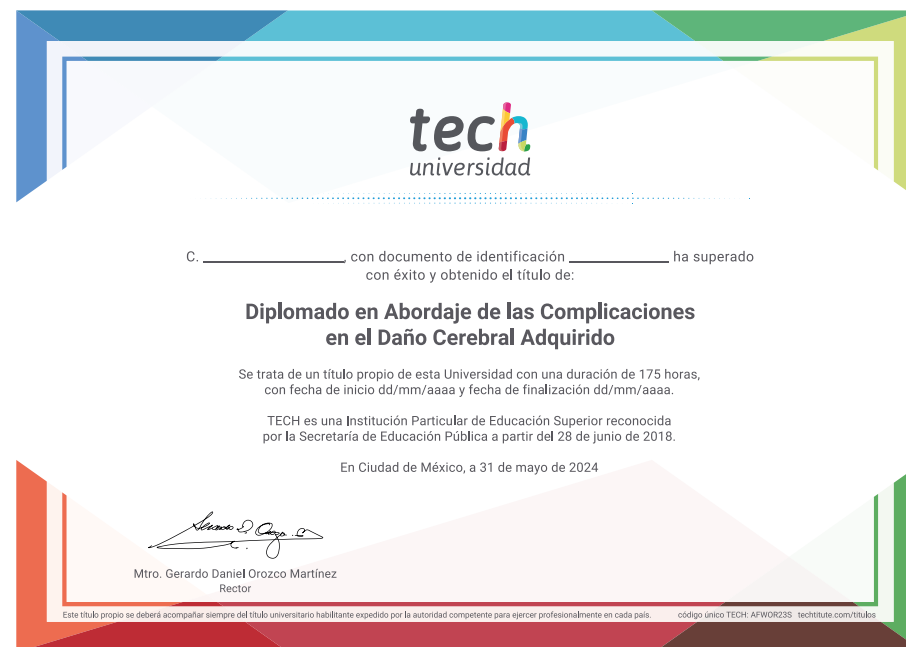 tech
universidad
C. ____________, con documento de identificación ____________ ha superado
con éxito y obtenido el título de:
Diplomado en Abordaje de las Complicaciones
en el Daño Cerebral Adquirido
Se trata de un título propio de esta Universidad con una duración de 175 horas,
con fecha de inicio dd/mm/aaaa y fecha de finalización dd/mm/aaaa.
TECH es una Institución Particular de Educación Superior reconocida
por la Secretaría de Educación Pública a partir del 28 de junio de 2018.
En Ciudad de México, a 31 de mayo de 2024
Mtro. Gerardo Daniel Orozco Martínez
Rector
Este título propio se deberá acompañar siempre del título universitario habilitante expedido por la autoridad competente para ejercer profesionalmente en cada país. código único TECH: AFWOR23S techtitute.com/titulos